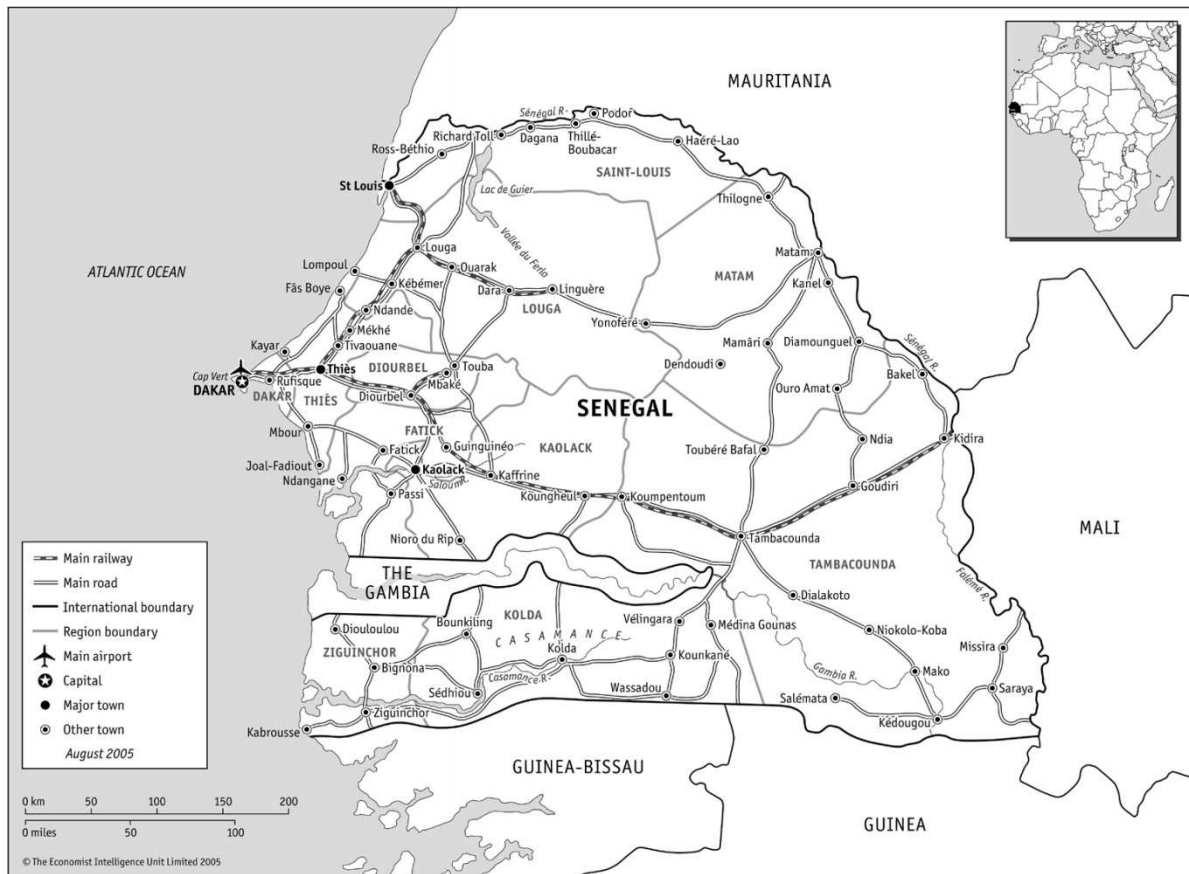 MAURITANIA
Sénégal R.
Podor
Richard Toll
Dagana
Thillé-
Boubacar
Haéré-Lao
Ross-Béthio
SAINT-LOUIS
St Louis
Lac de Guier
Thilogne
Vallée du Ferlo
Louga
Matam
ATLANTIC OCEAN
Lompoul
Ouarak
MATAM
Kanel
Fâs Boye
Kébémer
Dara
Linguère
LOUGA
Ndande
Yonoféré
Sénégal R.
Mékhé
Mamâri
Diamounguel
Kayar
Tivaouane
Dendoudi
Cap Vert
Thiès
DIOURBEL
Touba
Bakel
DAKAR
Rufisque
Mbaké
Ouro Amat
DAKAR
THIÈS
Diourbel
SENEGAL
Mbour
FATICK
Guinguinéo
KAOLACK
Toubéré Bafal
Ndia
Kidira
Fatick
Joal-Fadiout
Kaolack
Kaffrine
Ndangane
Saloum R.
Goudiri
Passi
Koungheul
Koumpentoum
MALI
Nioro du Rip
Tambacounda
TAMBACOUNDA
THE
GAMBIA
Falémé R.
Dialakoto
KOLDA
Diouloulou
Bounkiling
Vélingara
Médina Gounas
Niokolo-Koba
CASAMANCE
Missira
ZIGUINCHOR
Kolda
Kounkané
Bignona
Gambia R.
Mako
Casamance R.
Sédhiou
Wassadou
Salémata
Saraya
Ziguinchor
Kédougou
Kabrousse
GUINEA-BISSAU
GUINEA
Main railway
Main road
International boundary
Region boundary
Main airport
Capital
Major town
Other town
August 2005
0 km 50 100 150 200
0 miles 50 100
© The Economist Intelligence Unit Limited 2005